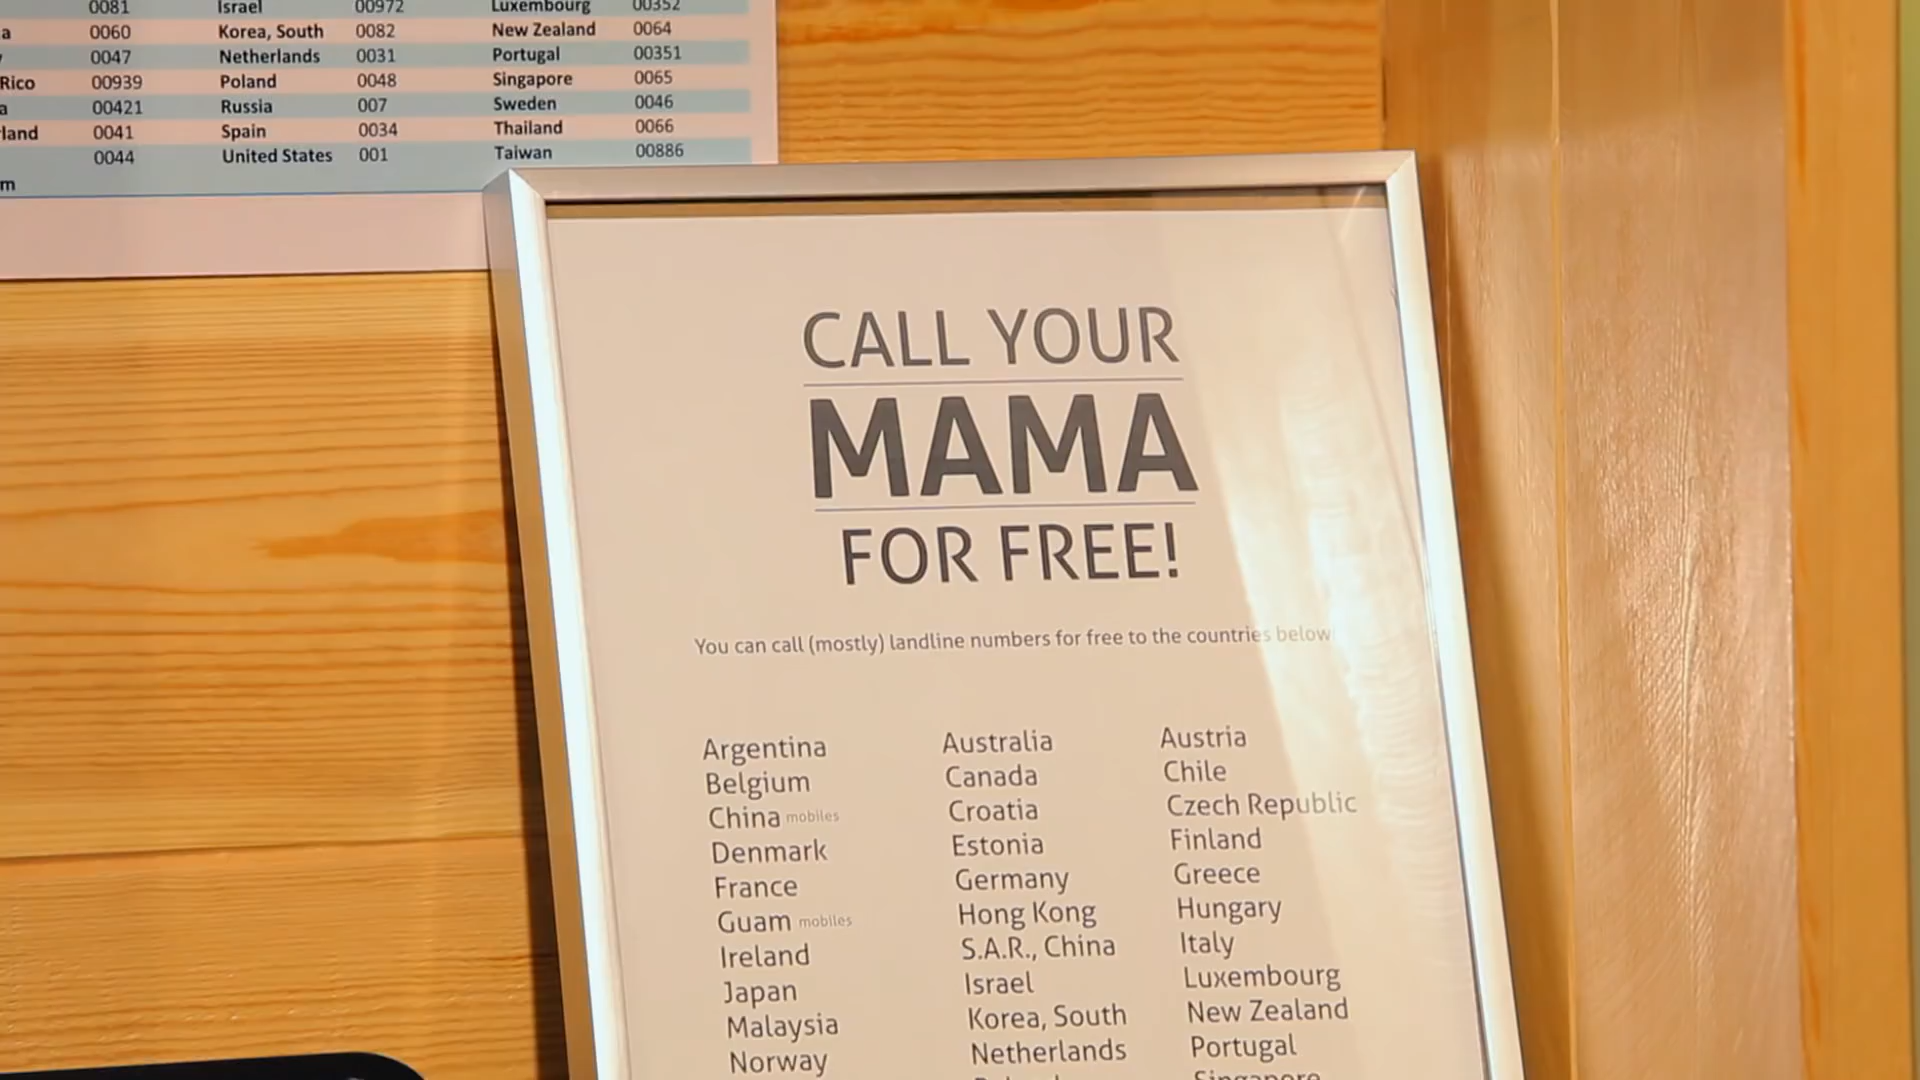 0081 Israel 00972 Luxembourg 00352
0060 Korea, South 0082 New Zealand 0064
0047 Netherlands 0031 Portugal 00351
Rico 00939 Poland 0048 Singapore 0065
00421 Russia 007 Sweden 0046
land 0041 Spain 0034 Thailand 0066
0044 United States 001 Taiwan 00886
m
CALL YOUR
MAMA
FOR FREE!
You can call (mostly) landline numbers for free to the countries below
Argentina Australia Austria
Belgium Canada Chile
China mobiles Croatia Czech Republic
Denmark Estonia Finland
France Germany Greece
Guam mobiles Hong Kong Hungary
Ireland S.A.R., China Italy
Japan Israel Luxembourg
Malaysia Korea, South New Zealand
Norway Netherlands Portugal
Singapore